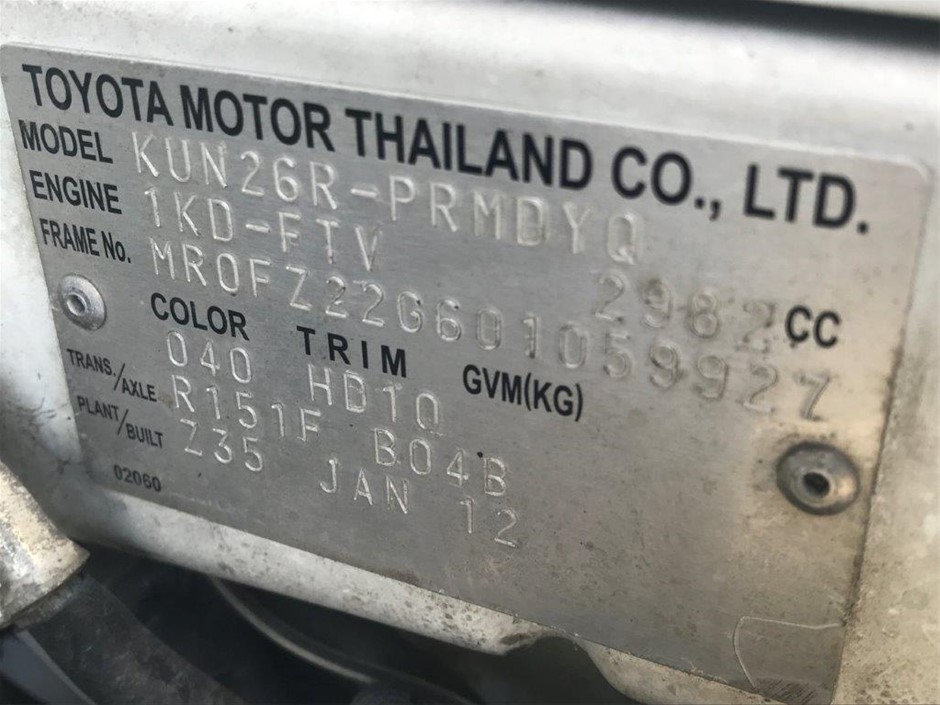 TOYOTA MOTOR THAILAND CO., LTD.
MODEL KUN26R-PRMDYQ
ENGINE 1KD-FTV 2982 CC
FRAME No. MR0FZ22G601059927
COLOR TRIM GVM(KG)
040 HD10
TRANS./AXLE R151F B04B
PLANT/BUILT Z35 JAN 12
02060